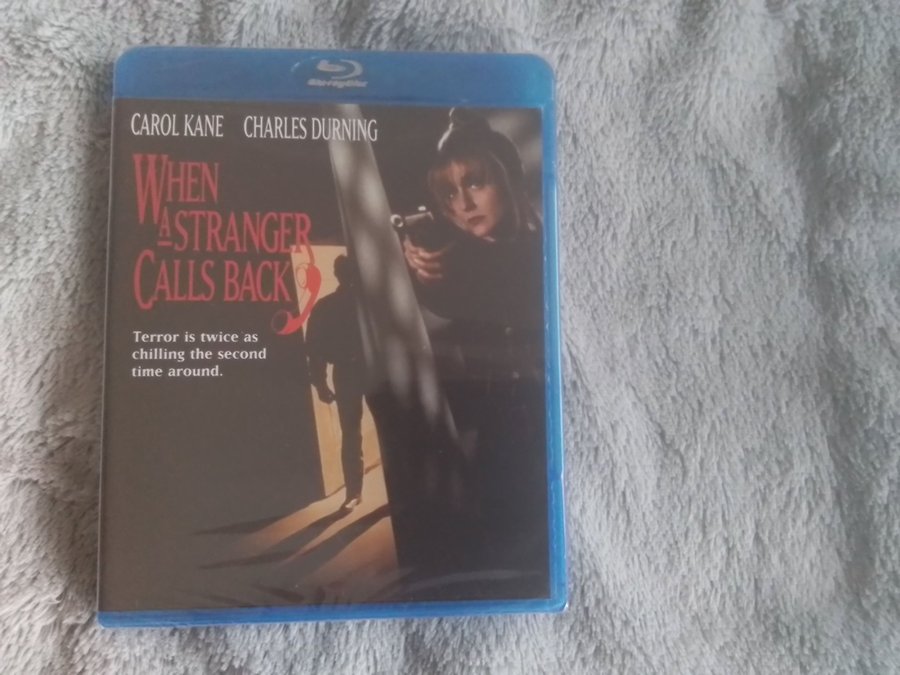 Blu-ray Disc
CAROL KANE CHARLES DURNING
WHEN
A
STRANGER
CALLS BACK
Terror is twice as
chilling the second
time around.